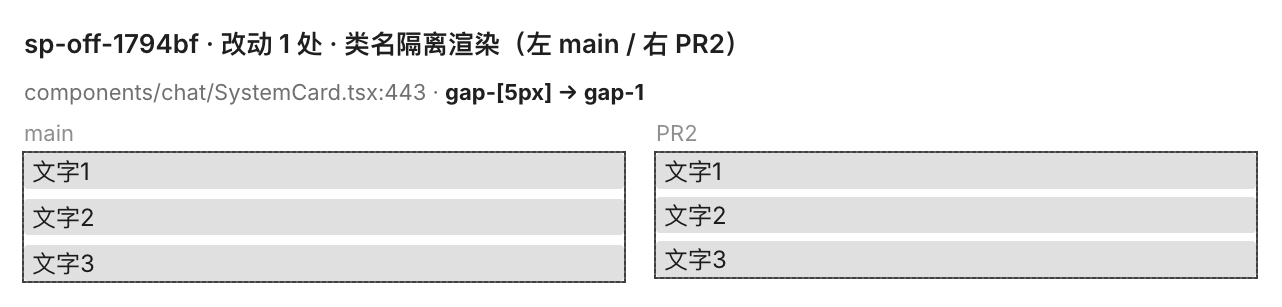 sp-off-1794bf · 改动 1 处 · 类名隔离渲染（左 main / 右 PR2）
components/chat/SystemCard.tsx:443 · gap-[5px] → gap-1
main
文字1
文字2
文字3
PR2
文字1
文字2
文字3